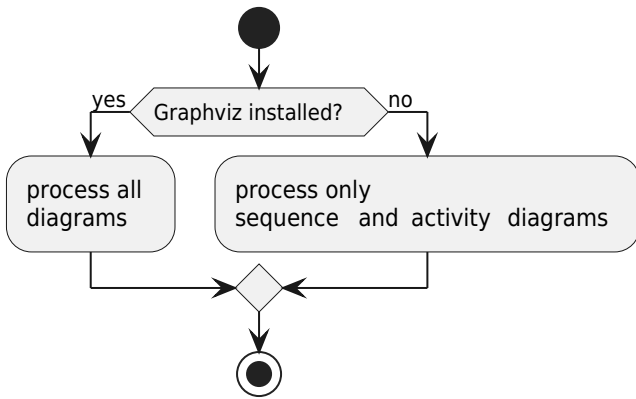 Graphviz installed?
yes
no
process all
diagrams
process only
sequence and activity diagrams